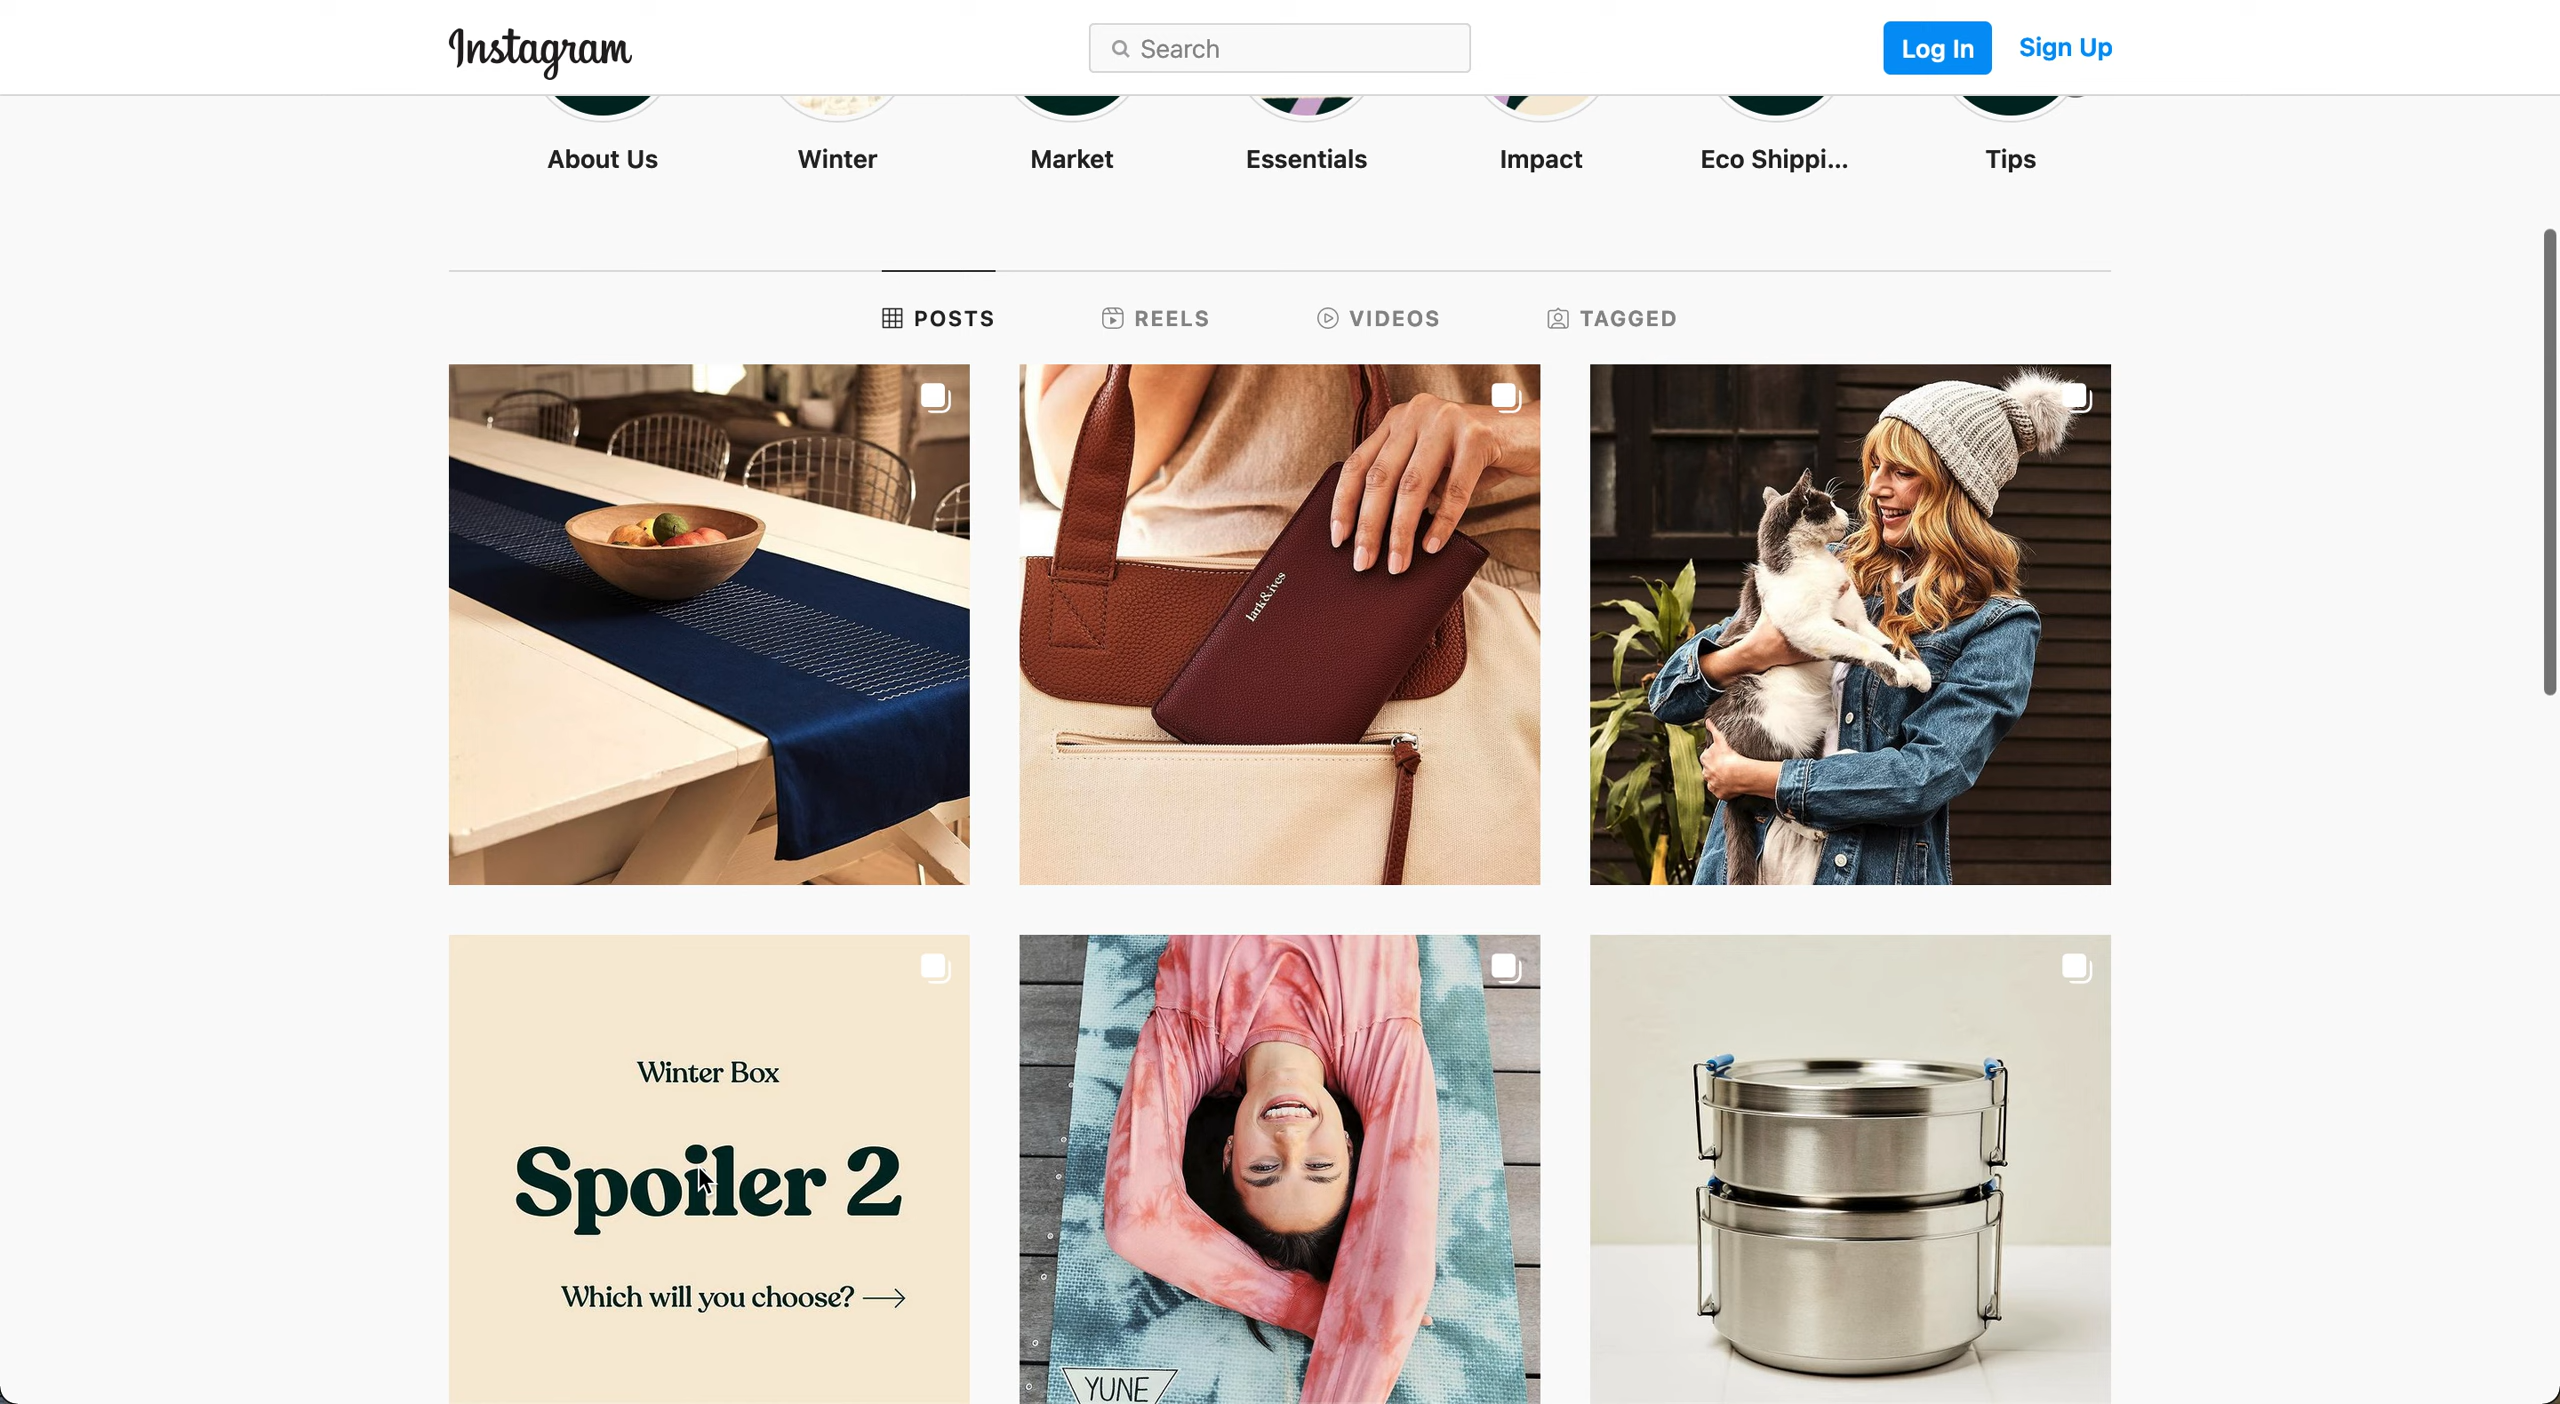 Instagram
Search
Log In
Sign Up
About Us
Winter
Market
Essentials
Impact
Eco Shippi...
Tips
POSTS
REELS
VIDEOS
TAGGED
lark&ives
Winter Box
Spoiler 2
Which will you choose?
YUNE